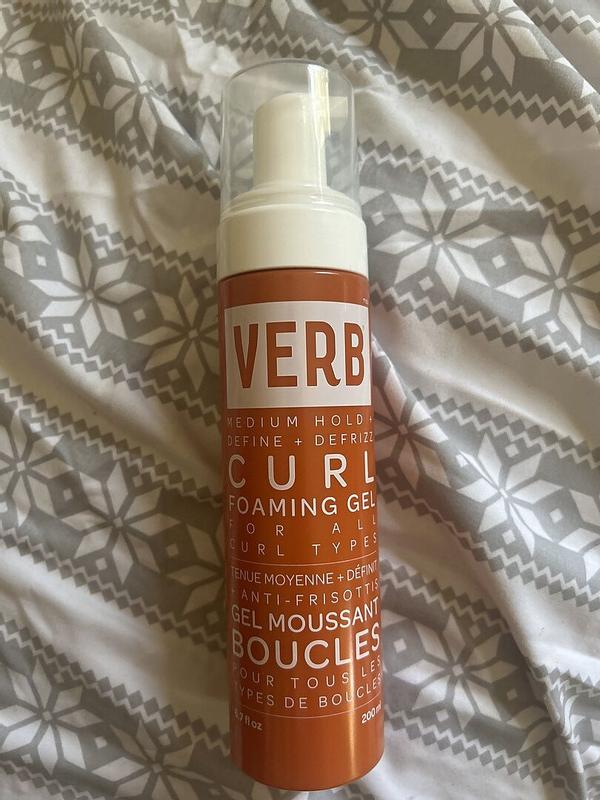 VERB
MEDIUM HOLD +
DEFINE + DEFRIZZ
CURL
FOAMING GEL
FOR ALL
CURL TYPES
TENUE MOYENNE + DÉFINIT
+ ANTI-FRISOTTIS
GEL MOUSSANT
BOUCLES
POUR TOUS LES
TYPES DE BOUCLES
6.7 fl oz 200 ml